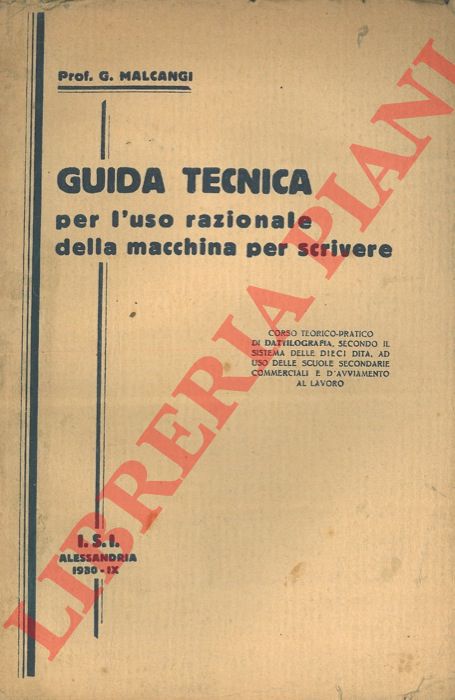 Prof. G. MALCANGI
GUIDA TECNICA
per l'uso razionale
della macchina per scrivere
CORSO TEORICO-PRATICO
DI DATTILOGRAFIA, SECONDO IL
SISTEMA DELLE DIECI DITA, AD
USO DELLE SCUOLE SECONDARIE
COMMERCIALI E D'AVVIAMENTO
AL LAVORO
I. S. I.
ALESSANDRIA
1930 - IX
LIBRERIA PIANI